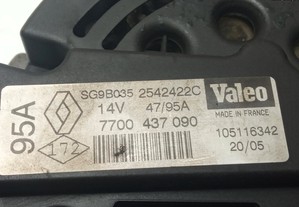 SG9B035 2542422C
Valeo
14V 47/95A
MADE IN FRANCE
95A
7700 437 090
105116342
172
20/05